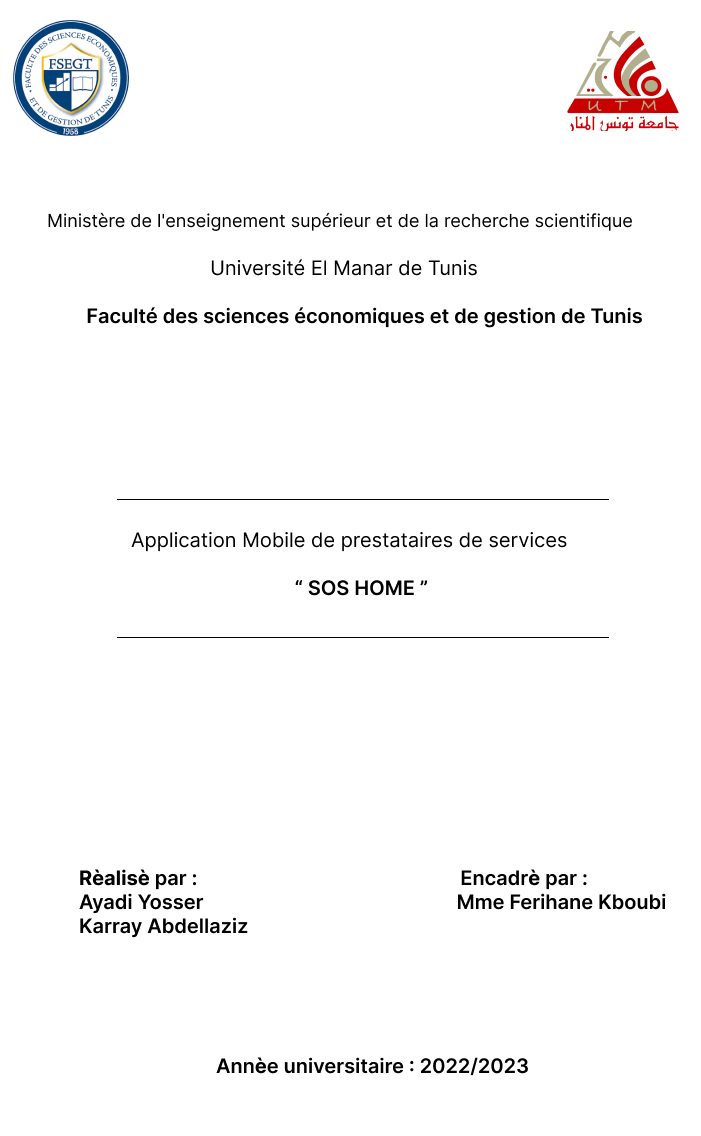 FACULTÉ DES SCIENCES ECONOMIQUES
ET DE GESTION DE TUNIS
FSEGT
1968
U T M
جامعة تونس المنار
Ministère de l'enseignement supérieur et de la recherche scientifique
Université El Manar de Tunis
Faculté des sciences économiques et de gestion de Tunis
Application Mobile de prestataires de services
“ SOS HOME ”
Rèalisè par :
Ayadi Yosser
Karray Abdellaziz
Encadrè par :
Mme Ferihane Kboubi
Annèe universitaire : 2022/2023